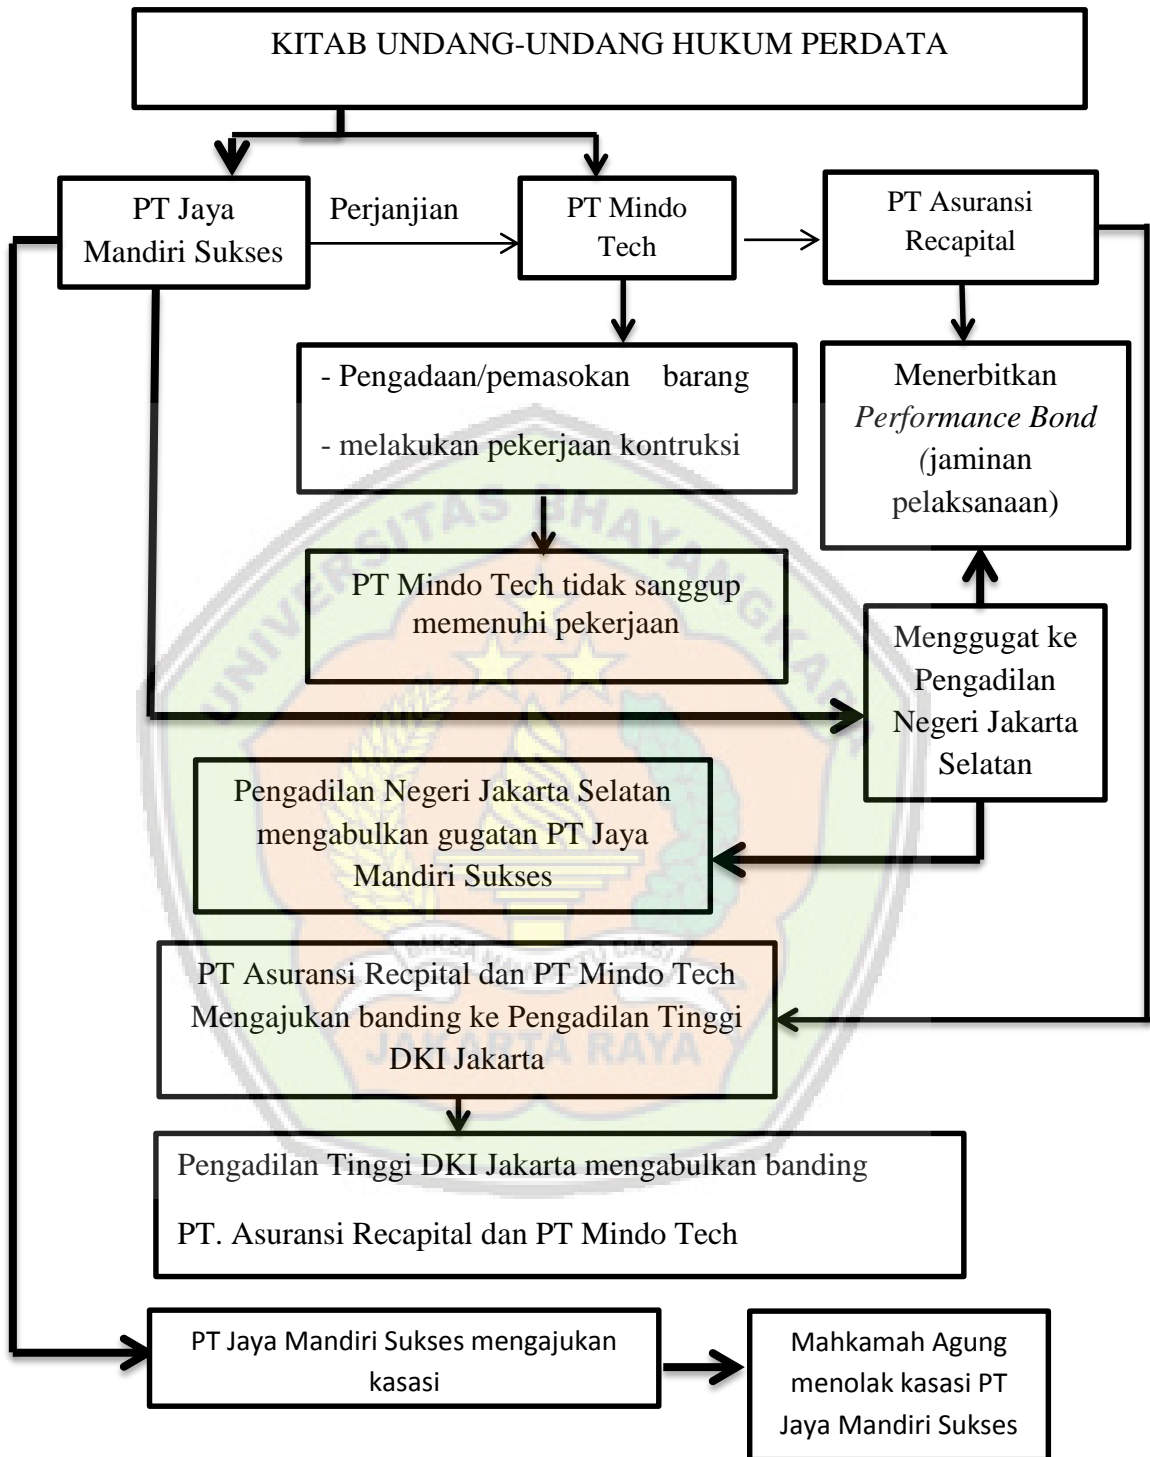 KITAB UNDANG-UNDANG HUKUM PERDATA
PT Jaya
Mandiri Sukses
Perjanjian
PT Mindo
Tech
PT Asuransi
Recapital
- Pengadaan/pemasokan barang
- melakukan pekerjaan kontruksi
Menerbitkan
Performance Bond
(jaminan
pelaksanaan)
PT Mindo Tech tidak sanggup
memenuhi pekerjaan
Menggugat ke
Pengadilan
Negeri Jakarta
Selatan
Pengadilan Negeri Jakarta Selatan
mengabulkan gugatan PT Jaya
Mandiri Sukses
PT Asuransi Recpital dan PT Mindo Tech
Mengajukan banding ke Pengadilan Tinggi
DKI Jakarta
Pengadilan Tinggi DKI Jakarta mengabulkan banding
PT. Asuransi Recapital dan PT Mindo Tech
PT Jaya Mandiri Sukses mengajukan
kasasi
Mahkamah Agung
menolak kasasi PT
Jaya Mandiri Sukses
UNIVERSITAS BHAYANGKARA
JAKARTA RAYA